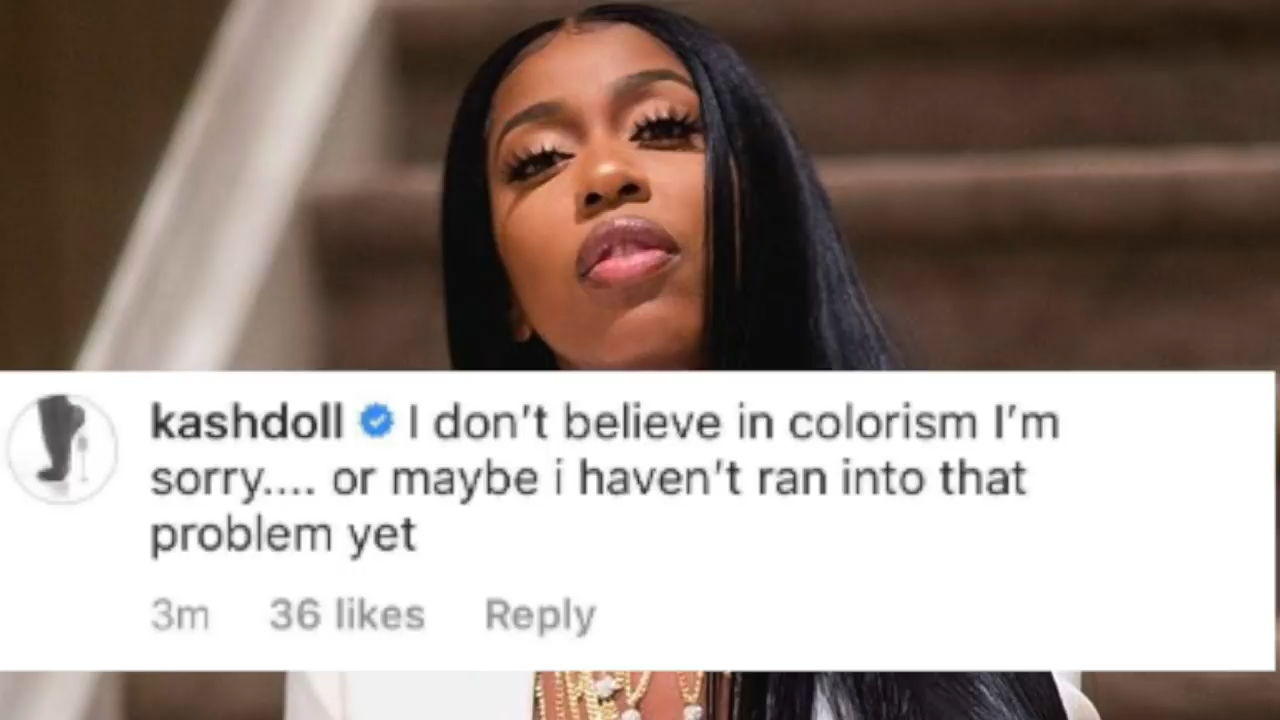 kashdoll I don't believe in colorism I'm
sorry.... or maybe i haven't ran into that
problem yet
3m 36 likes Reply